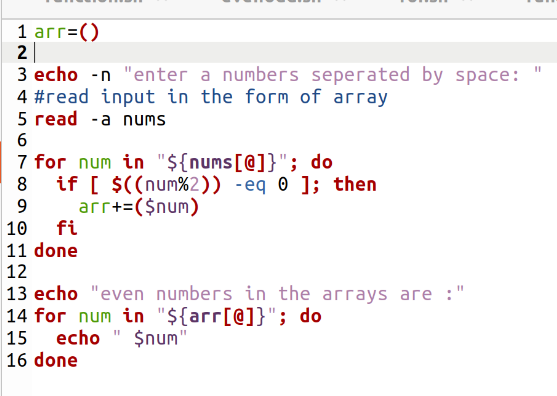 1 arr=()
2
3 echo -n "enter a numbers seperated by space: "
4 #read input in the form of array
5 read -a nums
6
7 for num in "${nums[@]}"; do
8   if [ $((num%2)) -eq 0 ]; then
9     arr+=($num)
10   fi
11 done
12
13 echo "even numbers in the arrays are :"
14 for num in "${arr[@]}"; do
15   echo " $num"
16 done